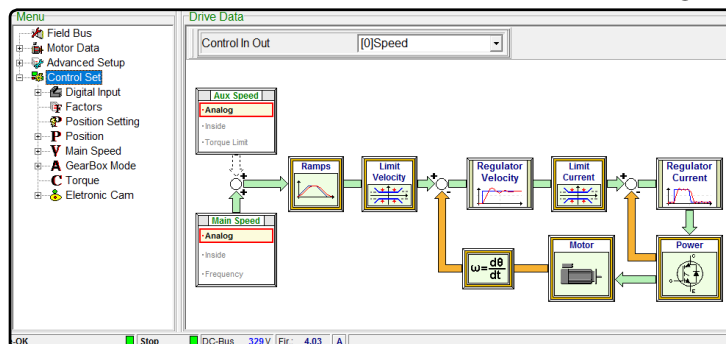 Menu
Drive Data
Field Bus
Motor Data
Advanced Setup
Control Set
Digital Input
Factors
Position Setting
P Position
V Main Speed
A GearBox Mode
C Torque
Eletronic Cam
Control In Out
[0]Speed
Aux Speed
•Analog
•Inside
•Torque Limit
+
+
Ramps
Limit
Velocity
+
-
Regulator
Velocity
Limit
Current
+
-
Regulator
Current
Main Speed
•Analog
•Inside
•Frequency
ω=dθ
dt
Motor
Power
C
G
E
-OK
Stop
DC-Bus 329 V Fir : 4.03 A